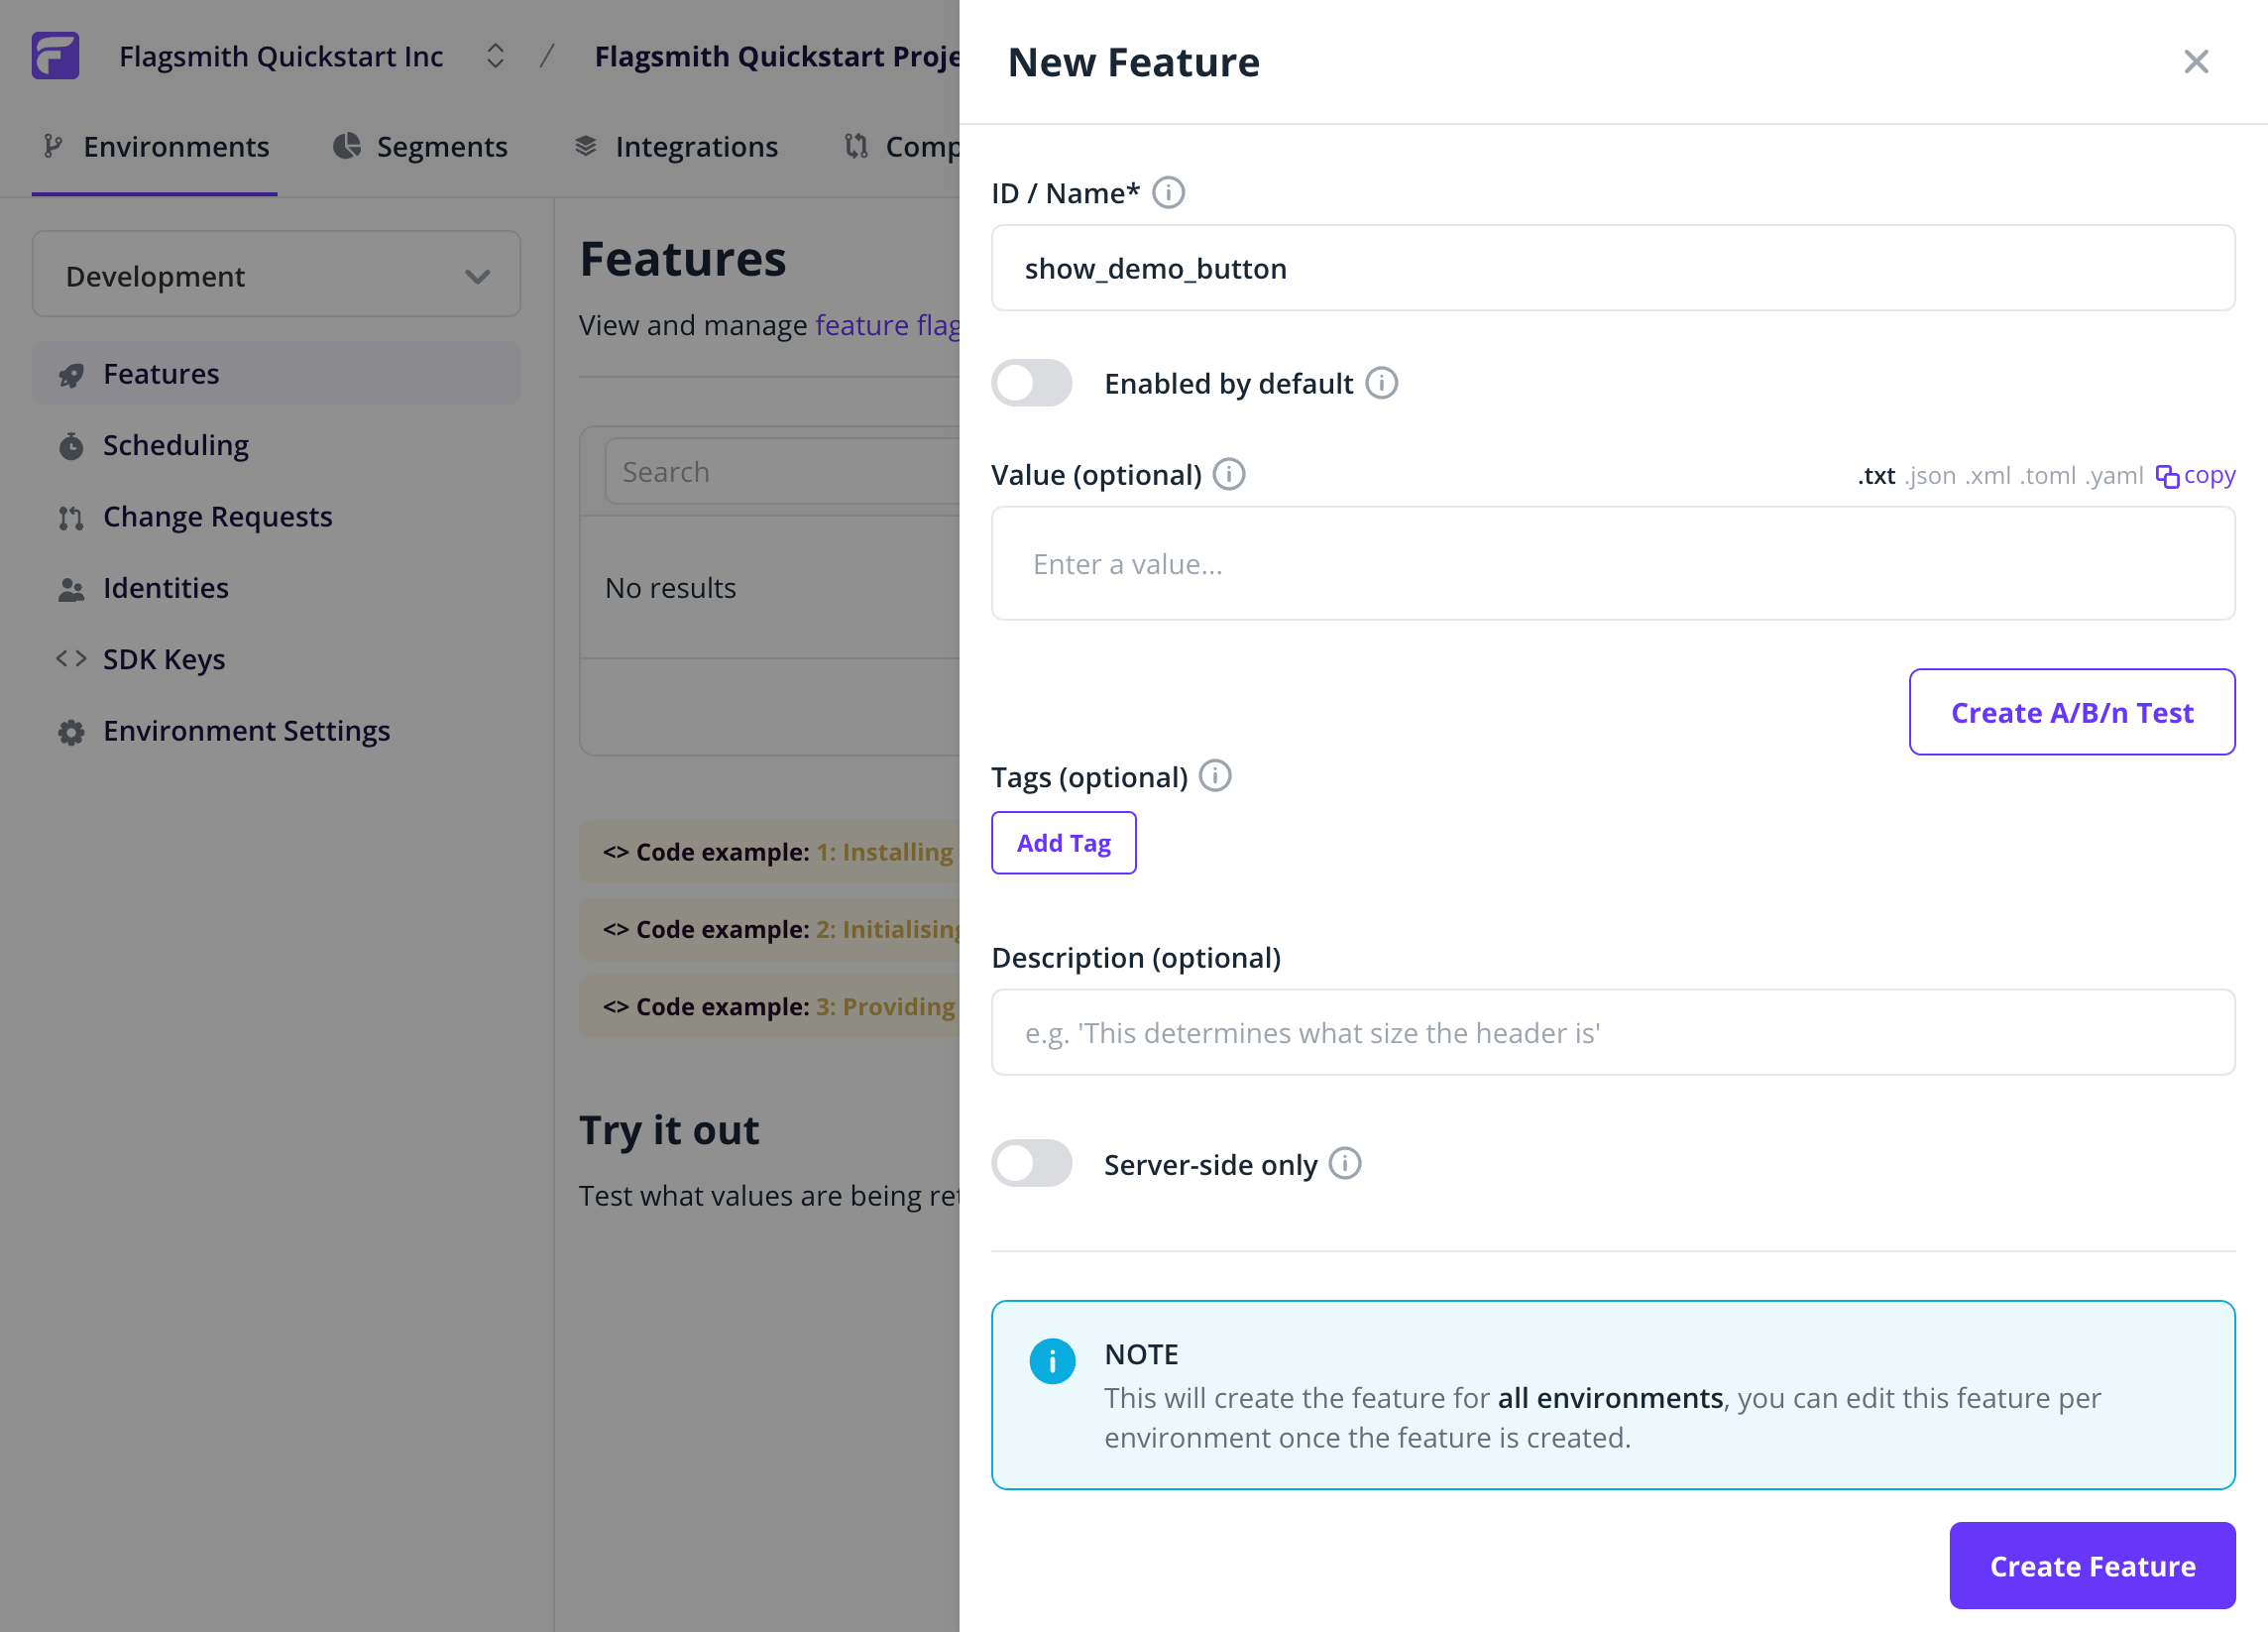 Flagsmith Quickstart Inc / Flagsmith Quickstart Proje
Environments Segments Integrations Comp
Development
Features
Scheduling
Change Requests
Identities
<> SDK Keys
Environment Settings
Features
View and manage feature flag
Search
No results
<> Code example: 1: Installing
<> Code example: 2: Initialising
<> Code example: 3: Providing
Try it out
Test what values are being ret
New Feature
ID / Name*
show_demo_button
Enabled by default
Value (optional)
.txt .json .xml .toml .yaml copy
Enter a value...
Create A/B/n Test
Tags (optional)
Add Tag
Description (optional)
e.g. 'This determines what size the header is'
Server-side only
NOTE
This will create the feature for all environments, you can edit this feature per
environment once the feature is created.
Create Feature